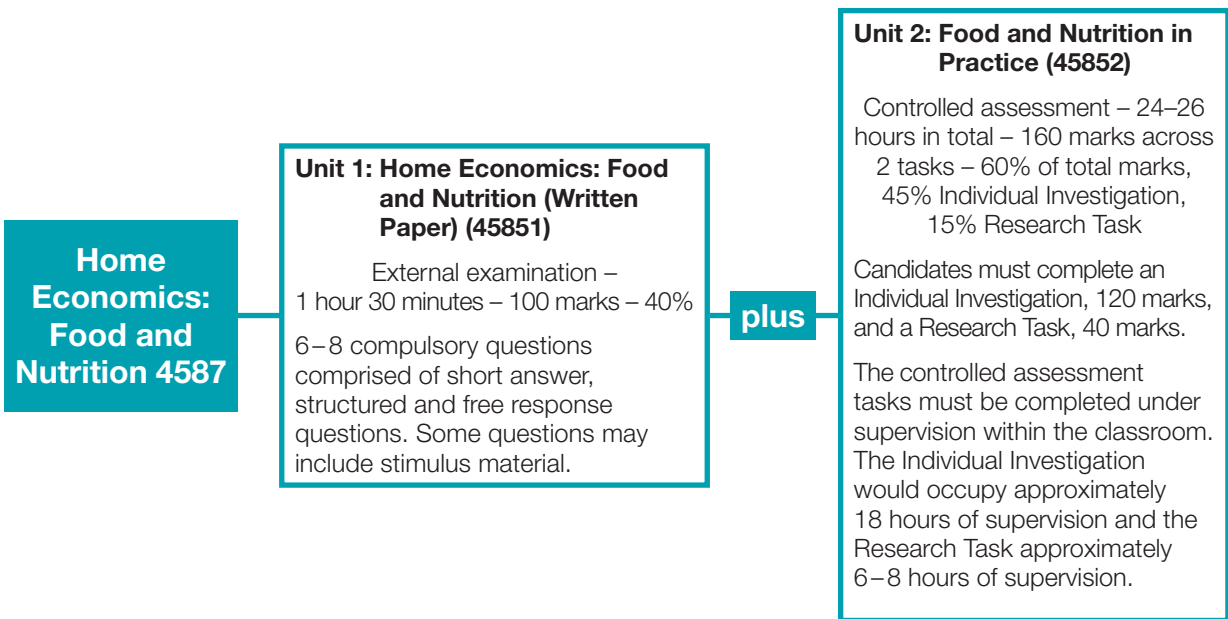 Home
Economics:
Food and
Nutrition 4587
Unit 1: Home Economics: Food
and Nutrition (Written
Paper) (45851)
External examination –
1 hour 30 minutes – 100 marks – 40%
6–8 compulsory questions
comprised of short answer,
structured and free response
questions. Some questions may
include stimulus material.
plus
Unit 2: Food and Nutrition in
Practice (45852)
Controlled assessment – 24–26
hours in total – 160 marks across
2 tasks – 60% of total marks,
45% Individual Investigation,
15% Research Task
Candidates must complete an
Individual Investigation, 120 marks,
and a Research Task, 40 marks.
The controlled assessment
tasks must be completed under
supervision within the classroom.
The Individual Investigation
would occupy approximately
18 hours of supervision and the
Research Task approximately
6–8 hours of supervision.